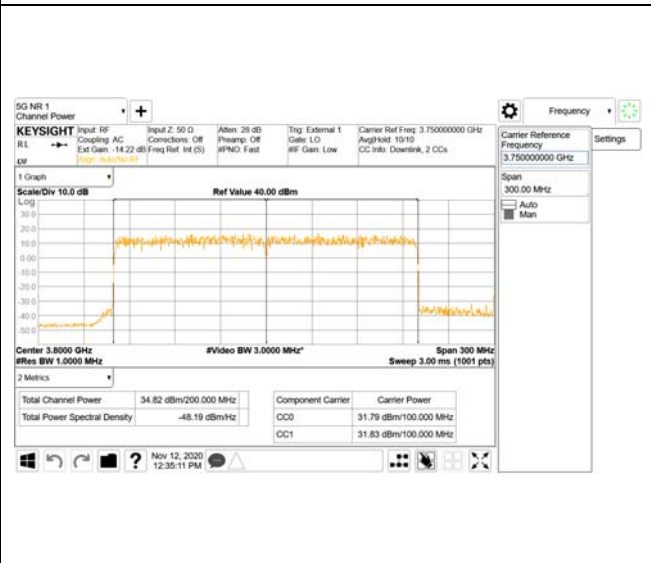 5G NR 1
Channel Power
Frequency
KEYSIGHT
RL
Input: RF
Coupling: AC
Ext Gain: -14.22 dB
Align: Auto/No RF
Input Z: 50 Ω
Corrections: Off
Freq Ref: Int (S)
Atten: 28 dB
Preamp: Off
#PNO: Fast
Trig: External 1
Gate: LO
#IF Gain: Low
Carrier Ref Freq: 3.750000000 GHz
Avg|Hold: 10/10
CC Info: Downlink, 2 CCs
Carrier Reference
Frequency
3.750000000 GHz
Settings
Span
300.00 MHz
Auto
Man
1 Graph
Scale/Div 10.0 dB
Ref Value 40.00 dBm
Log
30.0
20.0
10.0
0.00
-10.0
-20.0
-30.0
-40.0
-50.0
Center 3.8000 GHz
#Video BW 3.0000 MHz*
Span 300 MHz
#Res BW 1.0000 MHz
Sweep 3.00 ms (1001 pts)
2 Metrics
Total Channel Power 34.82 dBm/200.000 MHz
Total Power Spectral Density -48.19 dBm/Hz
Component Carrier Carrier Power
CC0 31.79 dBm/100.000 MHz
CC1 31.83 dBm/100.000 MHz
Nov 12, 2020
12:35:11 PM